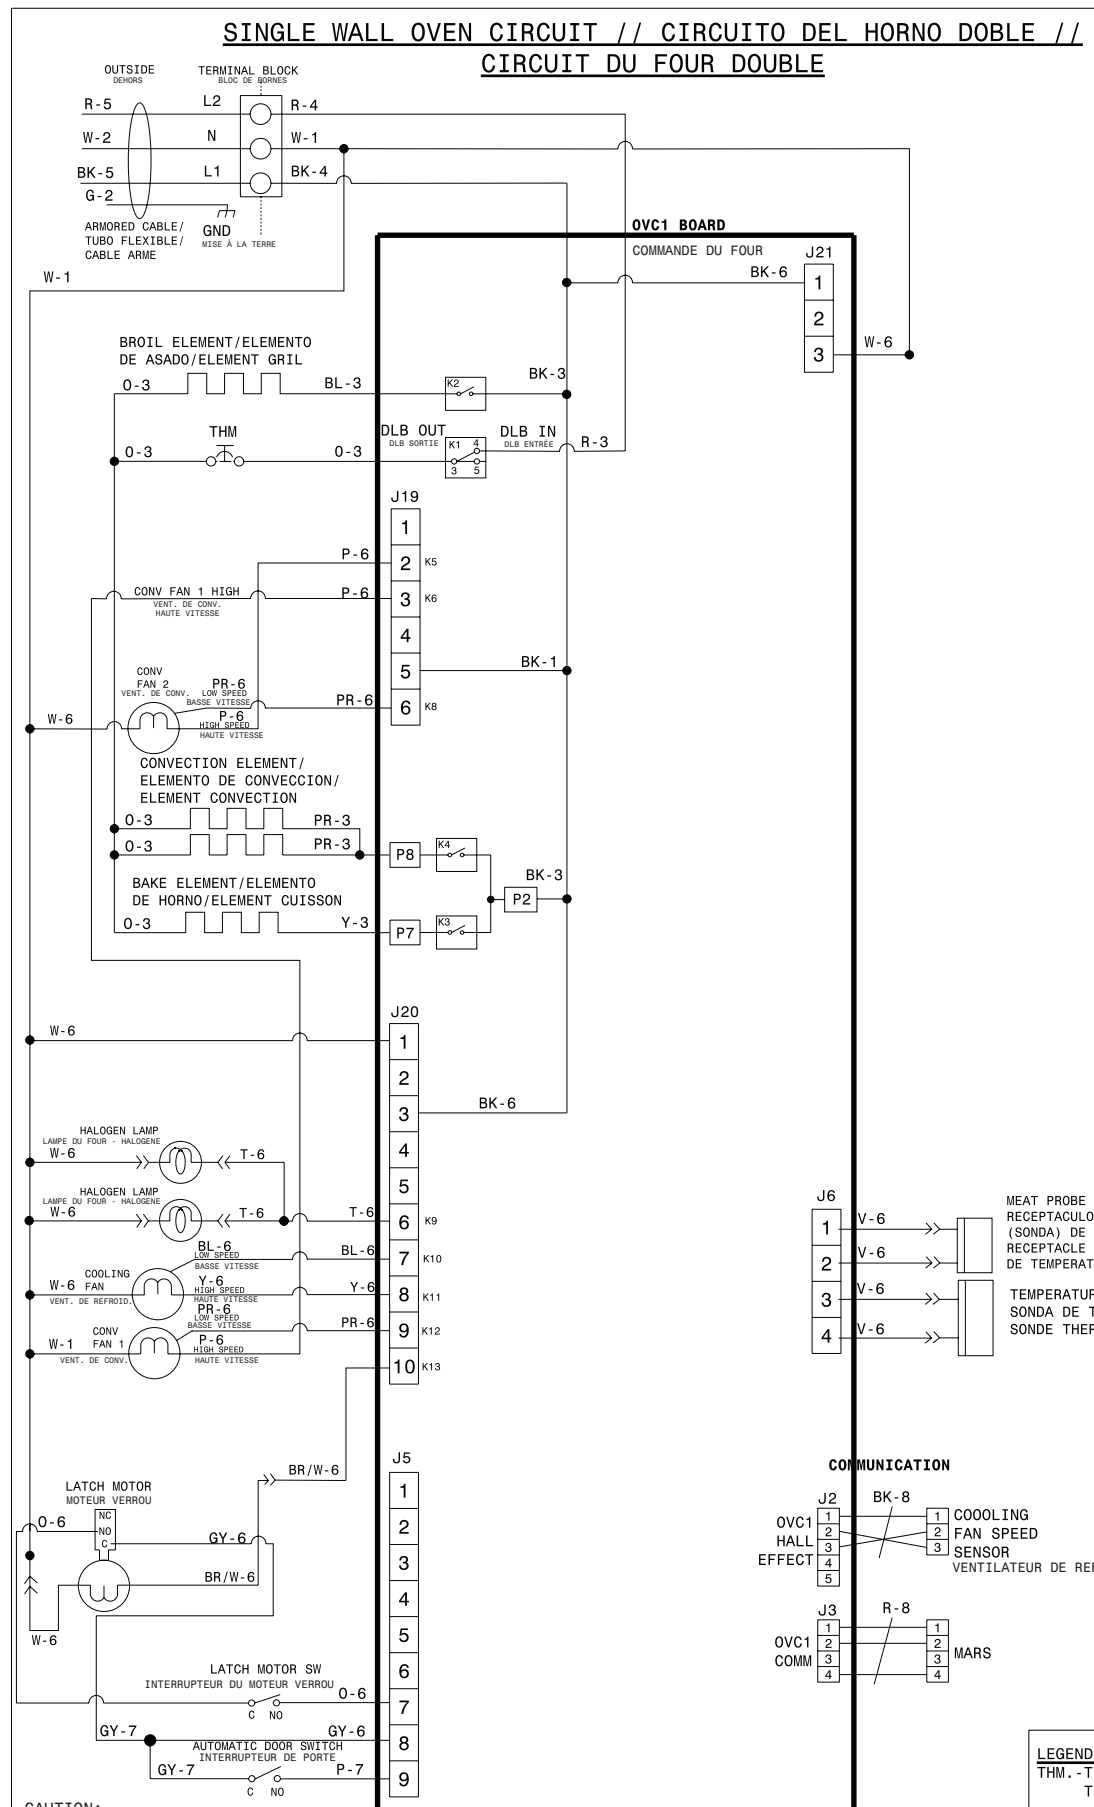 SINGLE WALL OVEN CIRCUIT // CIRCUITO DEL HORNO DOBLE //
CIRCUIT DU FOUR DOUBLE
OUTSIDE
DEHORS
TERMINAL BLOCK
BLOC DE BORNES
R-5
L2
R-4
W-2
N
W-1
BK-5
L1
BK-4
G-2
GND
MISE À LA TERRE
ARMORED CABLE/
TUBO FLEXIBLE/
CABLE ARME
OVC1 BOARD
COMMANDE DU FOUR
J21
W-1
BK-6
1
2
3
W-6
BROIL ELEMENT/ELEMENTO
DE ASADO/ELEMENT GRIL
O-3
BL-3
K2
BK-3
THM
DLB OUT
DLB SORTIE
DLB IN
DLB ENTRÉE
R-3
O-3
O-3
K1
4
3
5
J19
1
P-6
2
K5
CONV FAN 1 HIGH
VENT. DE CONV.
HAUTE VITESSE
P-6
3
K6
4
5
BK-1
CONV
FAN 2
VENT. DE CONV.
PR-6
LOW SPEED
BASSE VITESSE
PR-6
6
K8
W-6
P-6
HIGH SPEED
HAUTE VITESSE
CONVECTION ELEMENT/
ELEMENTO DE CONVECCION/
ELEMENT CONVECTION
O-3
PR-3
O-3
PR-3
P8
K4
BK-3
P2
BAKE ELEMENT/ELEMENTO
DE HORNO/ELEMENT CUISSON
O-3
Y-3
P7
K3
J20
W-6
1
2
3
BK-6
4
5
HALOGEN LAMP
LAMPE DU FOUR - HALOGENE
W-6
T-6
HALOGEN LAMP
LAMPE DU FOUR - HALOGENE
W-6
T-6
T-6
6
K9
BL-6
LOW SPEED
BASSE VITESSE
BL-6
7
K10
COOLING
FAN
VENT. DE REFROID.
W-6
Y-6
HIGH SPEED
HAUTE VITESSE
Y-6
8
K11
CONV
FAN 1
VENT. DE CONV.
W-1
PR-6
LOW SPEED
BASSE VITESSE
PR-6
9
K12
P-6
HIGH SPEED
HAUTE VITESSE
10
K13
J6
1
V-6
2
V-6
3
V-6
4
V-6
MEAT PROBE
RECEPTACULO
(SONDA) DE
RECEPTACLE
DE TEMPERAT
TEMPERATUR
SONDA DE T
SONDE THER
J5
BR/W-6
1
2
3
4
5
6
7
8
9
LATCH MOTOR
MOTEUR VERROU
NC
NO
C
O-6
GY-6
BR/W-6
W-6
LATCH MOTOR SW
INTERRUPTEUR DU MOTEUR VERROU
O-6
C
NO
GY-7
GY-6
AUTOMATIC DOOR SWITCH
INTERRUPTEUR DE PORTE
GY-7
P-7
C
NO
COMMUNICATION
J2
BK-8
OVC1
HALL
EFFECT
1
2
3
4
5
1
2
3
COOOLING
FAN SPEED
SENSOR
VENTILATEUR DE REF
J3
R-8
OVC1
COMM
1
2
3
4
1
2
3
4
MARS
LEGEND
THM.-T
T
CAUTION: